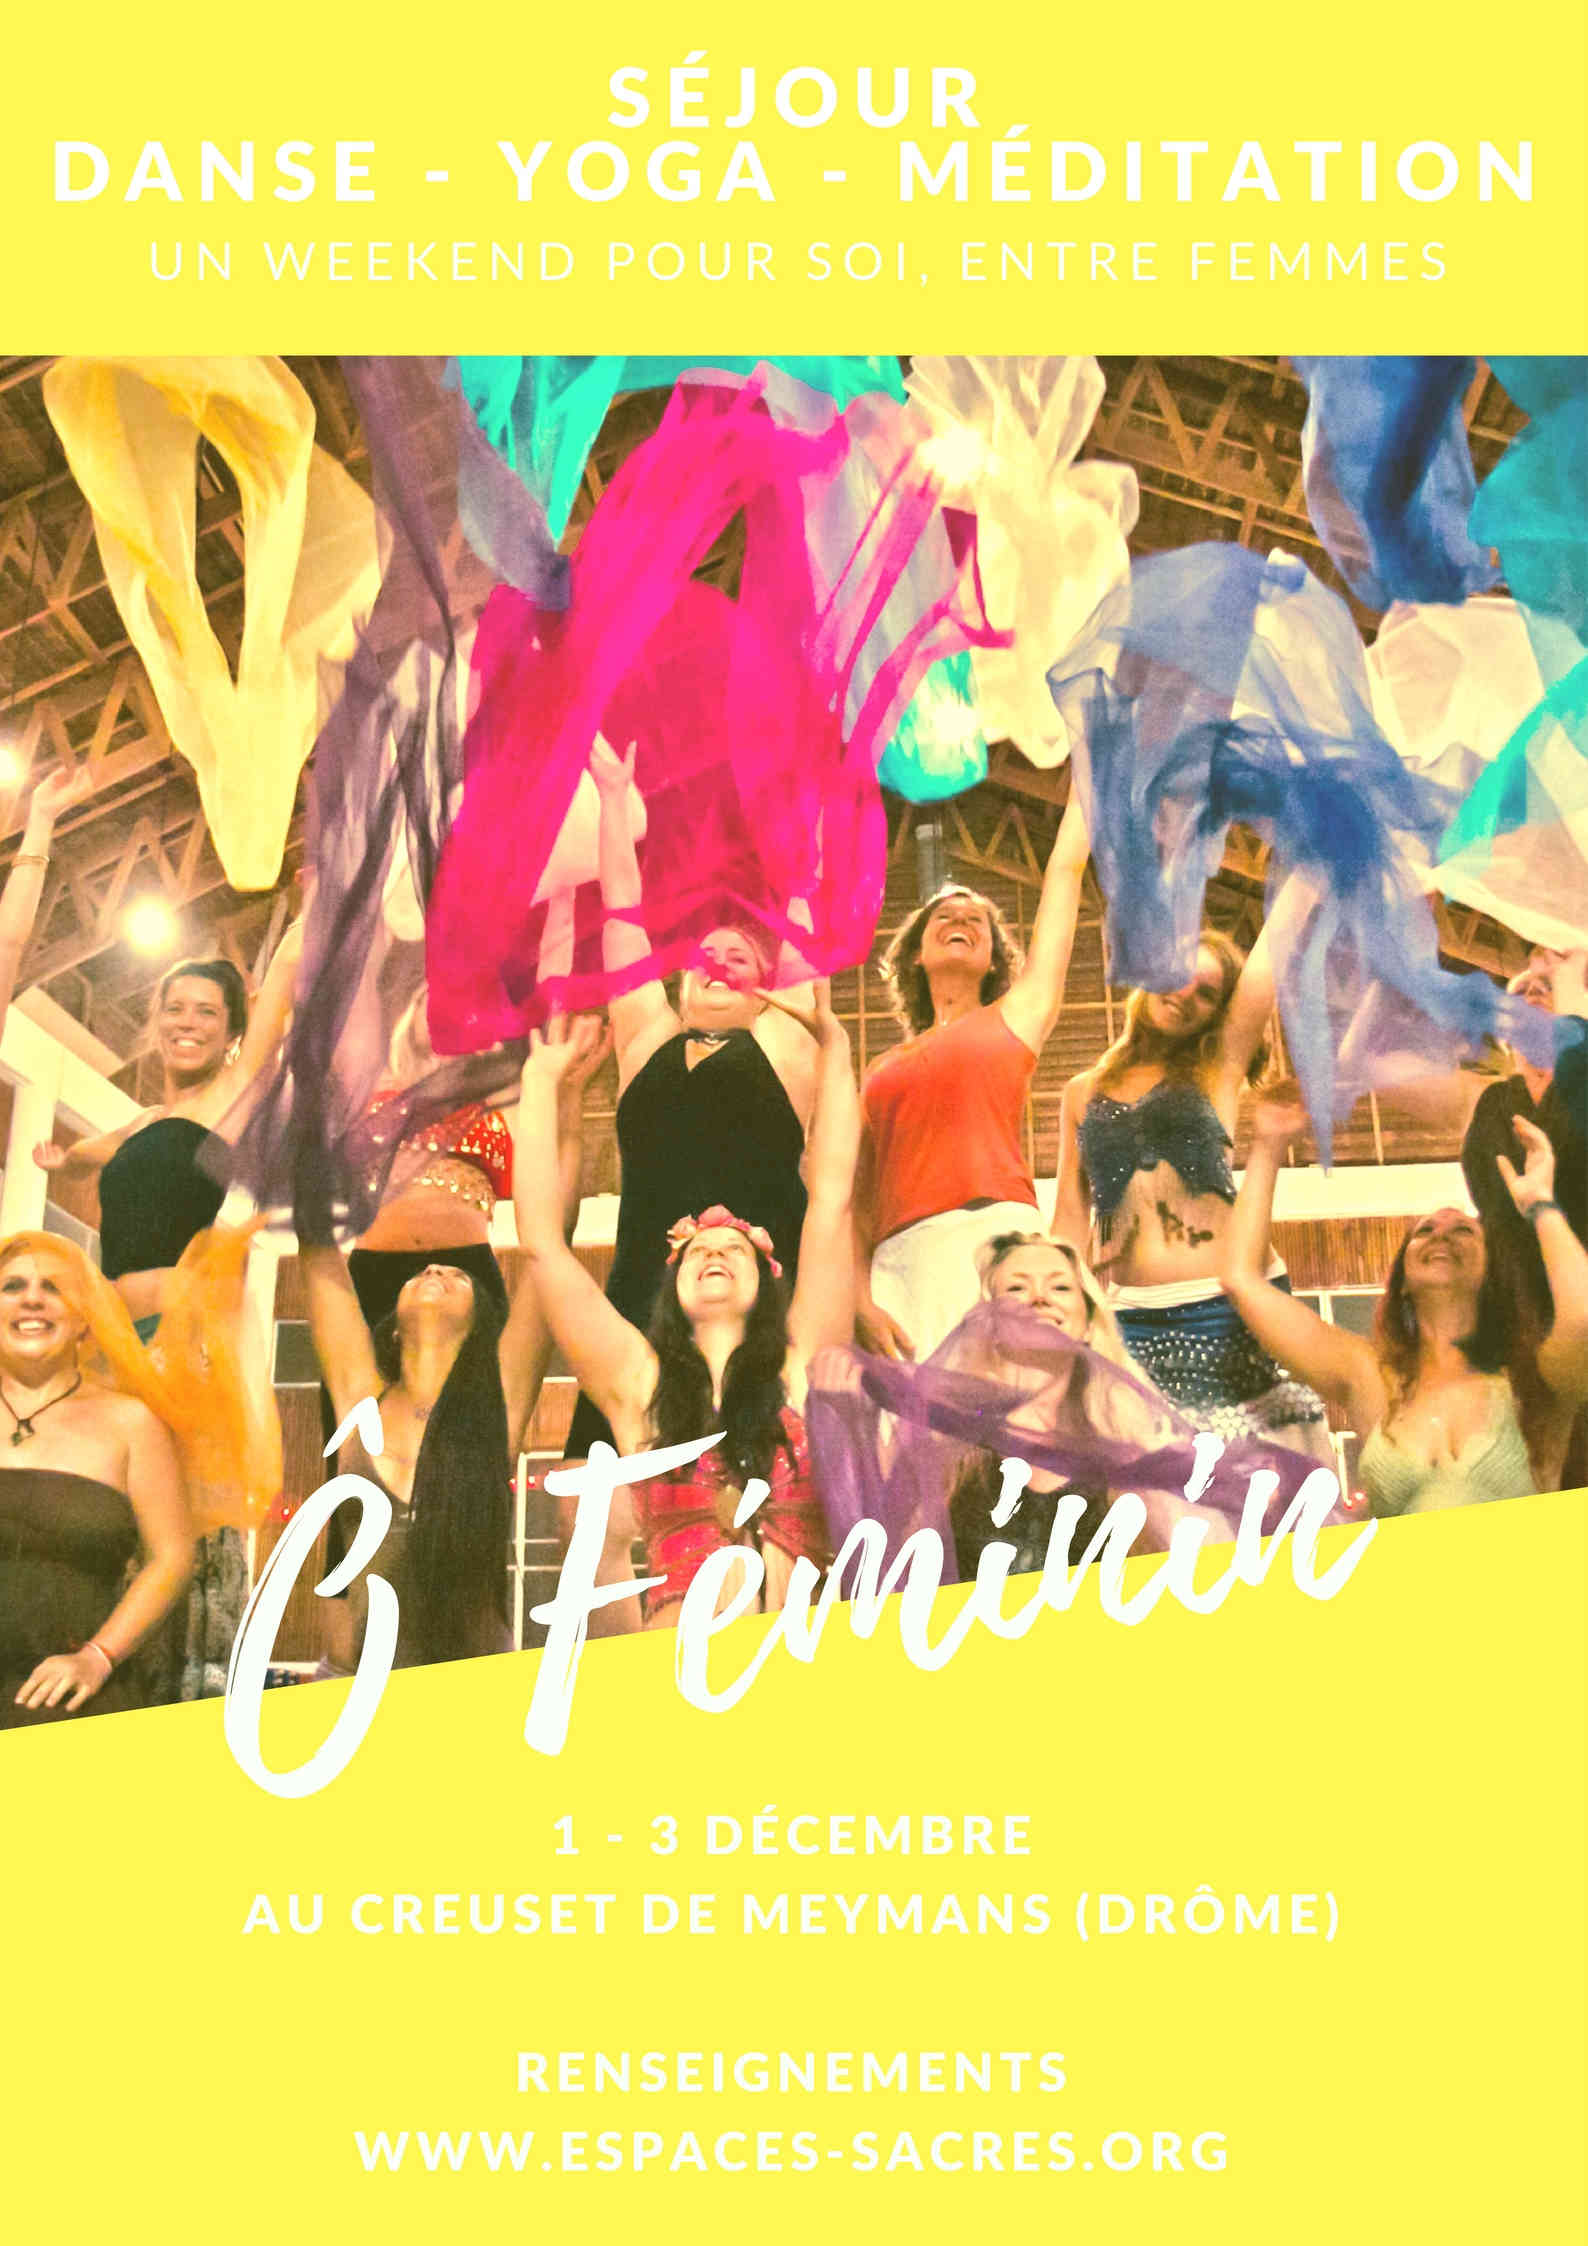 SÉJOUR
DANSE - YOGA - MÉDITATION
UN WEEKEND POUR SOI, ENTRE FEMMES
Ô Féminin
1 - 3 DÉCEMBRE
AU CREUSET DE MEYMANS (DRÔME)
RENSEIGNEMENTS
WWW.ESPACES-SACRES.ORG